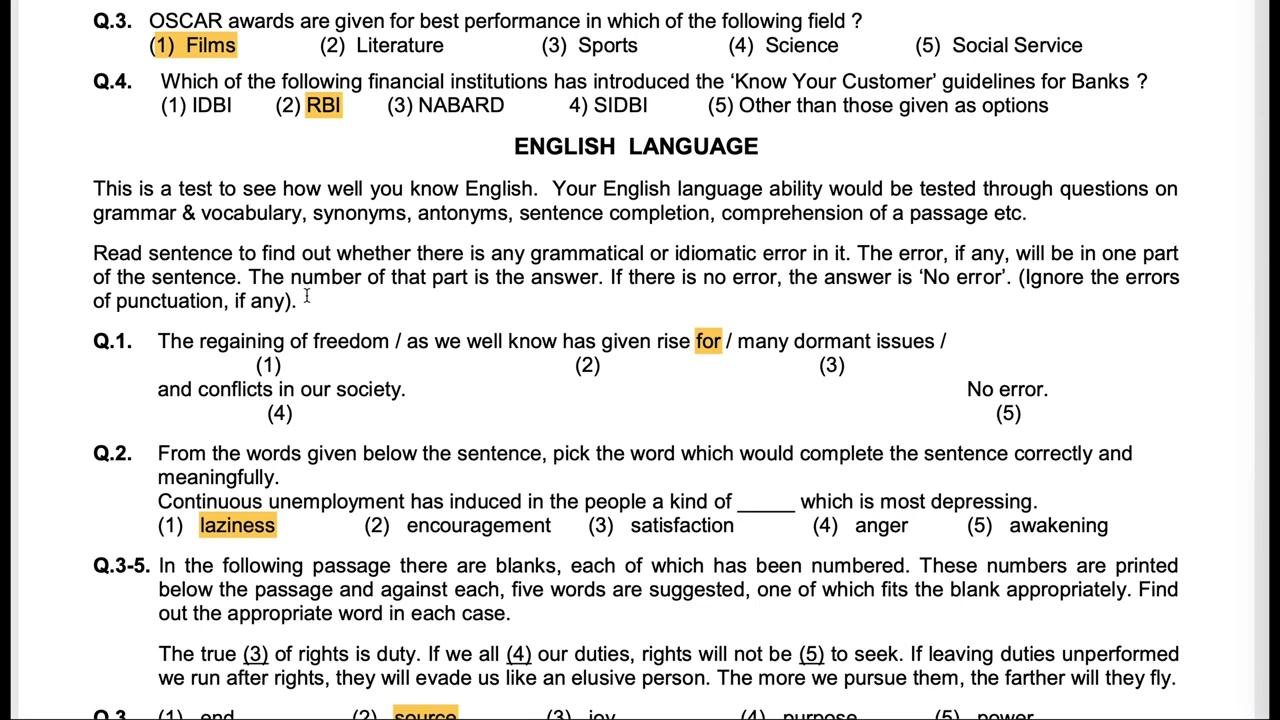 Q.3. OSCAR awards are given for best performance in which of the following field ?
(1) Films (2) Literature (3) Sports (4) Science (5) Social Service
Q.4. Which of the following financial institutions has introduced the ‘Know Your Customer’ guidelines for Banks ?
(1) IDBI (2) RBI (3) NABARD 4) SIDBI (5) Other than those given as options
ENGLISH LANGUAGE
This is a test to see how well you know English. Your English language ability would be tested through questions on
grammar & vocabulary, synonyms, antonyms, sentence completion, comprehension of a passage etc.
Read sentence to find out whether there is any grammatical or idiomatic error in it. The error, if any, will be in one part
of the sentence. The number of that part is the answer. If there is no error, the answer is ‘No error’. (Ignore the errors
of punctuation, if any).
Q.1. The regaining of freedom / as we well know has given rise for / many dormant issues /
(1) (2) (3)
and conflicts in our society. No error.
(4) (5)
Q.2. From the words given below the sentence, pick the word which would complete the sentence correctly and
meaningfully.
Continuous unemployment has induced in the people a kind of _____ which is most depressing.
(1) laziness (2) encouragement (3) satisfaction (4) anger (5) awakening
Q.3-5. In the following passage there are blanks, each of which has been numbered. These numbers are printed
below the passage and against each, five words are suggested, one of which fits the blank appropriately. Find
out the appropriate word in each case.
The true (3) of rights is duty. If we all (4) our duties, rights will not be (5) to seek. If leaving duties unperformed
we run after rights, they will evade us like an elusive person. The more we pursue them, the farther will they fly.
Q.3 (1) end (2) source (3) joy (4) purpose (5) power